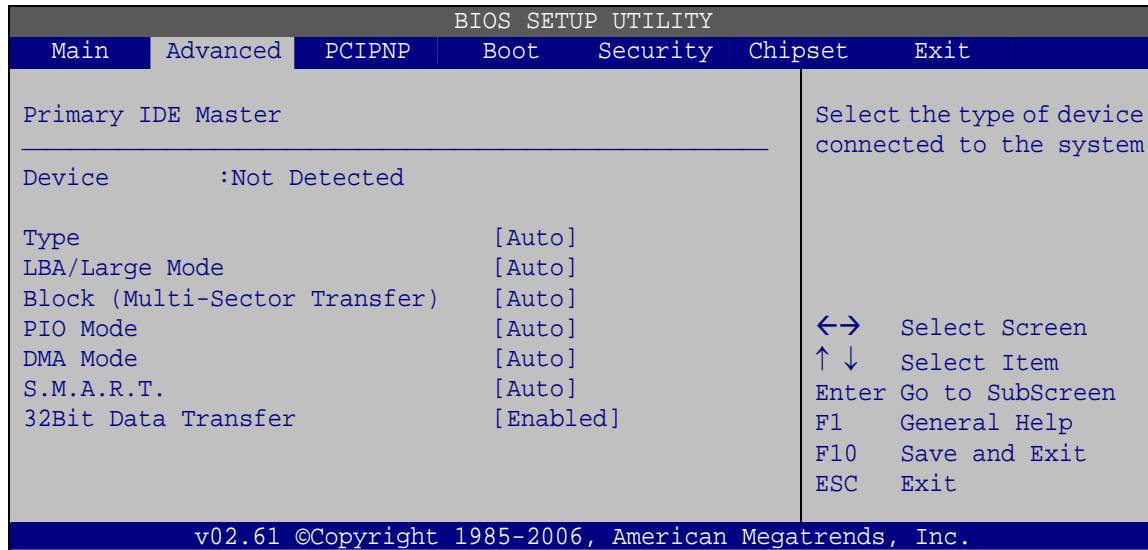 BIOS SETUP UTILITY
Main Advanced PCIPNP Boot Security Chipset Exit
Primary IDE Master
Device :Not Detected
Type [Auto]
LBA/Large Mode [Auto]
Block (Multi-Sector Transfer) [Auto]
PIO Mode [Auto]
DMA Mode [Auto]
S.M.A.R.T. [Auto]
32Bit Data Transfer [Enabled]
Select the type of device
connected to the system
←→ Select Screen
↑ ↓ Select Item
Enter Go to SubScreen
F1 General Help
F10 Save and Exit
ESC Exit
v02.61 ©Copyright 1985-2006, American Megatrends, Inc.